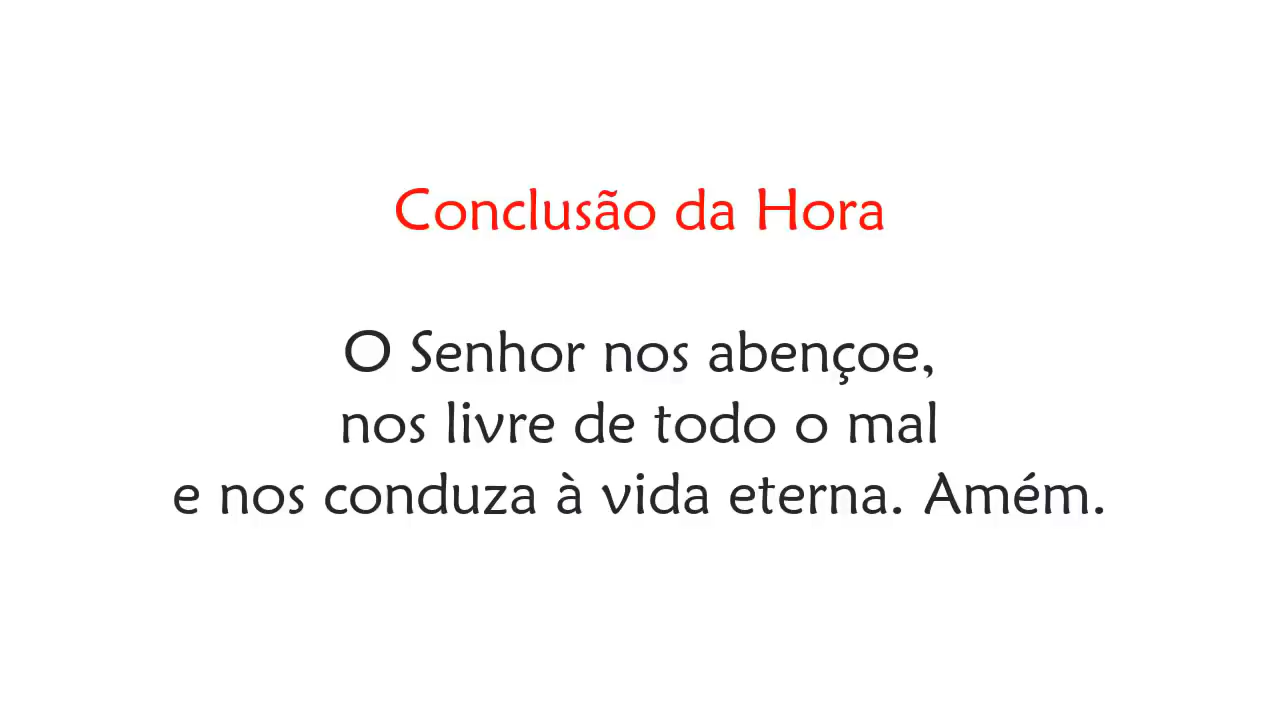 Conclusão da Hora
O Senhor nos abençoe,
nos livre de todo o mal
e nos conduza à vida eterna. Amém.